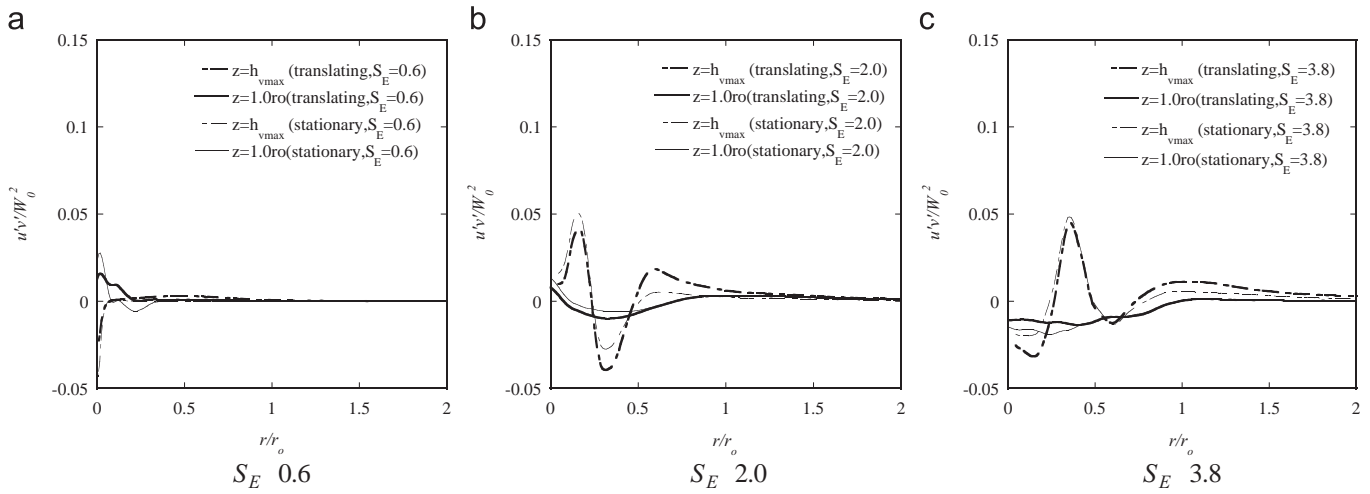 a
0.15
0.1
0.05
0
-0.05
u'v'/W_0^2
z=h_vmax (translating,S_E=0.6)
z=1.0ro(translating,S_E=0.6)
z=h_vmax (stationary,S_E=0.6)
z=1.0ro(stationary,S_E=0.6)
0 0.5 1 1.5 2
r/r_o
S_E 0.6
b
0.15
0.1
0.05
0
-0.05
u'v'/W_0^2
z=h_vmax (translating,S_E=2.0)
z=1.0ro(translating,S_E=2.0)
z=h_vmax (stationary,S_E=2.0)
z=1.0ro(stationary,S_E=2.0)
0 0.5 1 1.5 2
r/r_o
S_E 2.0
c
0.15
0.1
0.05
0
-0.05
u'v'/W_0^2
z=h_vmax (translating,S_E=3.8)
z=1.0ro(translating,S_E=3.8)
z=h_vmax (stationary,S_E=3.8)
z=1.0ro(stationary,S_E=3.8)
0 0.5 1 1.5 2
r/r_o
S_E 3.8